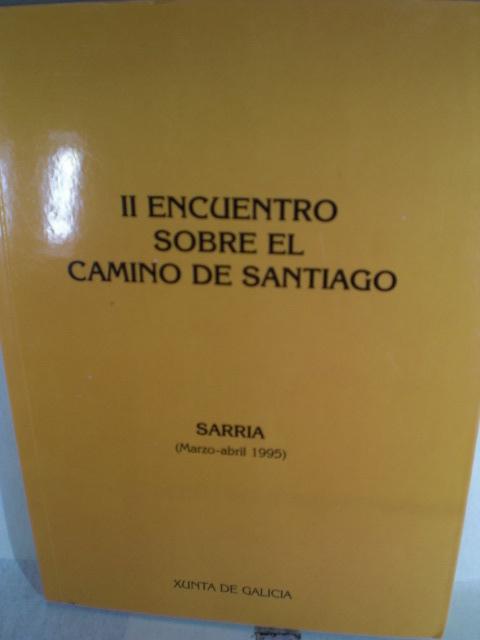 II ENCUENTRO
SOBRE EL
CAMINO DE SANTIAGO
SARRIA
(Marzo-abril 1995)
XUNTA DE GALICIA